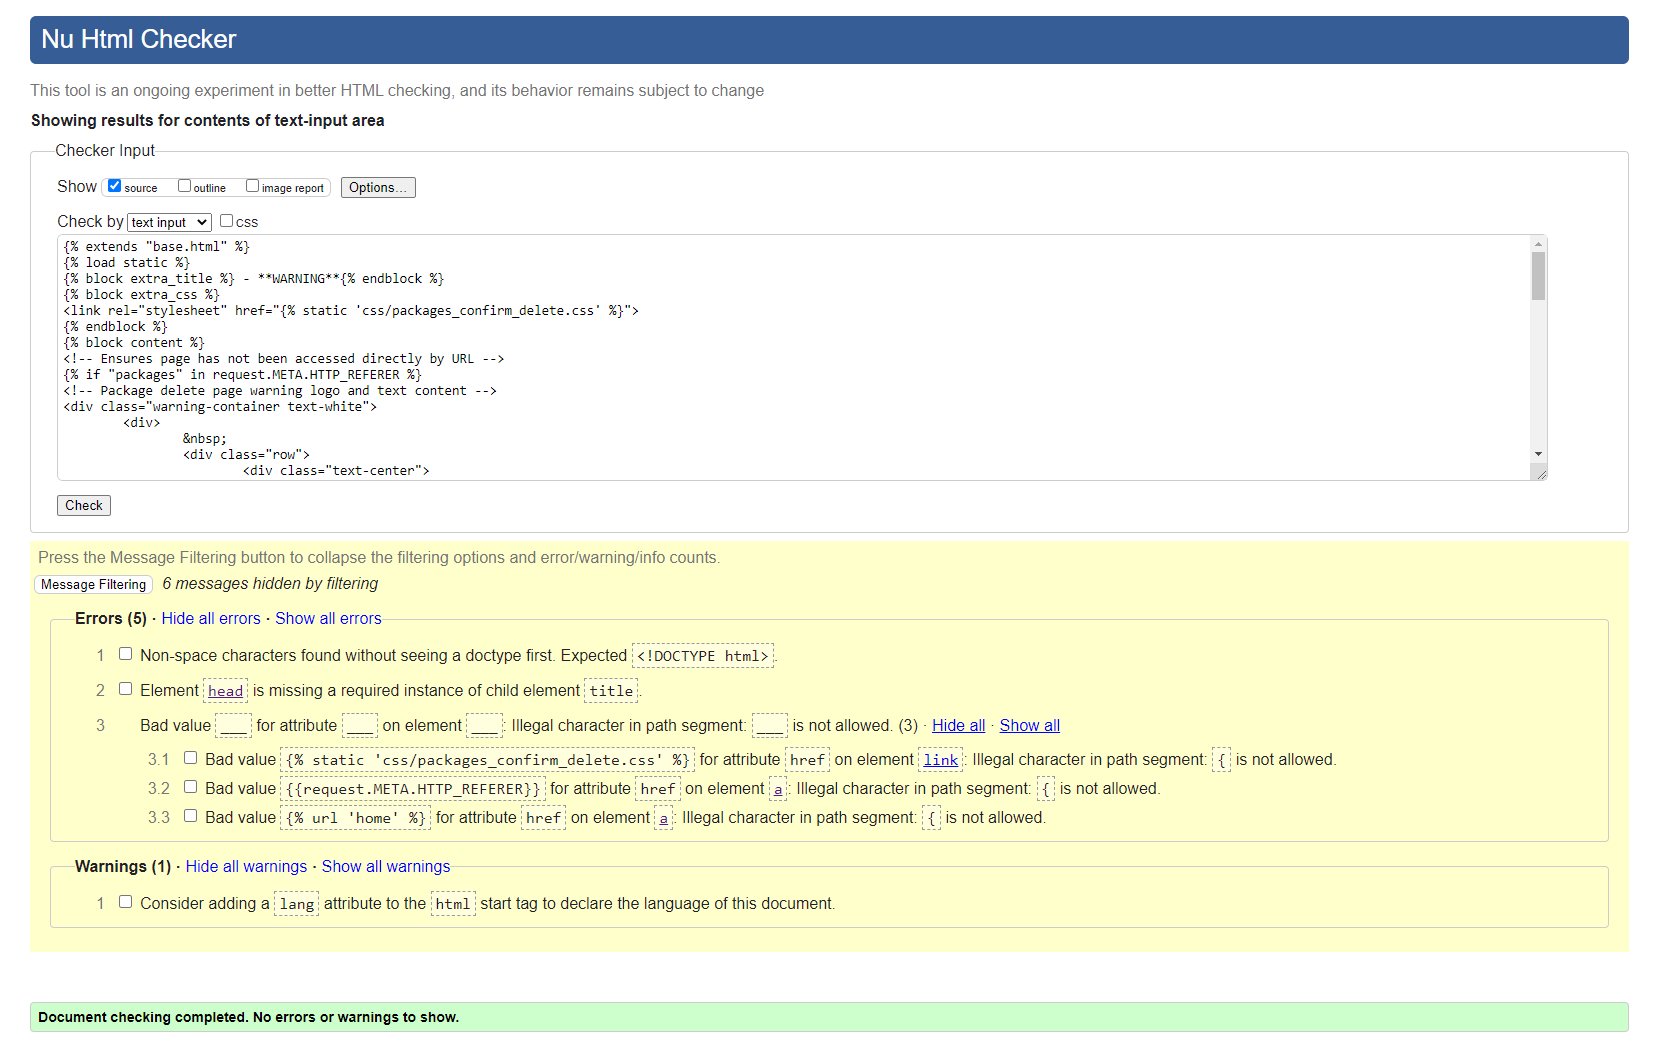 Nu Html Checker
This tool is an ongoing experiment in better HTML checking, and its behavior remains subject to change
Showing results for contents of text-input area
Checker Input
Show source outline image report Options...
Check by text input css
{% extends "base.html" %}
{% load static %}
{% block extra_title %} - **WARNING**{% endblock %}
{% block extra_css %}
<link rel="stylesheet" href="{% static 'css/packages_confirm_delete.css' %}">
{% endblock %}
{% block content %}
<!-- Ensures page has not been accessed directly by URL -->
{% if "packages" in request.META.HTTP_REFERER %}
<!-- Package delete page warning logo and text content -->
<div class="warning-container text-white">
<div>
&nbsp;
<div class="row">
<div class="text-center">
Check
Press the Message Filtering button to collapse the filtering options and error/warning/info counts.
Message Filtering 6 messages hidden by filtering
Errors (5) · Hide all errors · Show all errors
1 Non-space characters found without seeing a doctype first. Expected <!DOCTYPE html>.
2 Element head is missing a required instance of child element title.
3 Bad value ___ for attribute ___ on element ___: Illegal character in path segment: ___ is not allowed. (3) · Hide all · Show all
3.1 Bad value {% static 'css/packages_confirm_delete.css' %} for attribute href on element link: Illegal character in path segment: { is not allowed.
3.2 Bad value {{request.META.HTTP_REFERER}} for attribute href on element a: Illegal character in path segment: { is not allowed.
3.3 Bad value {% url 'home' %} for attribute href on element a: Illegal character in path segment: { is not allowed.
Warnings (1) · Hide all warnings · Show all warnings
1 Consider adding a lang attribute to the html start tag to declare the language of this document.
Document checking completed. No errors or warnings to show.